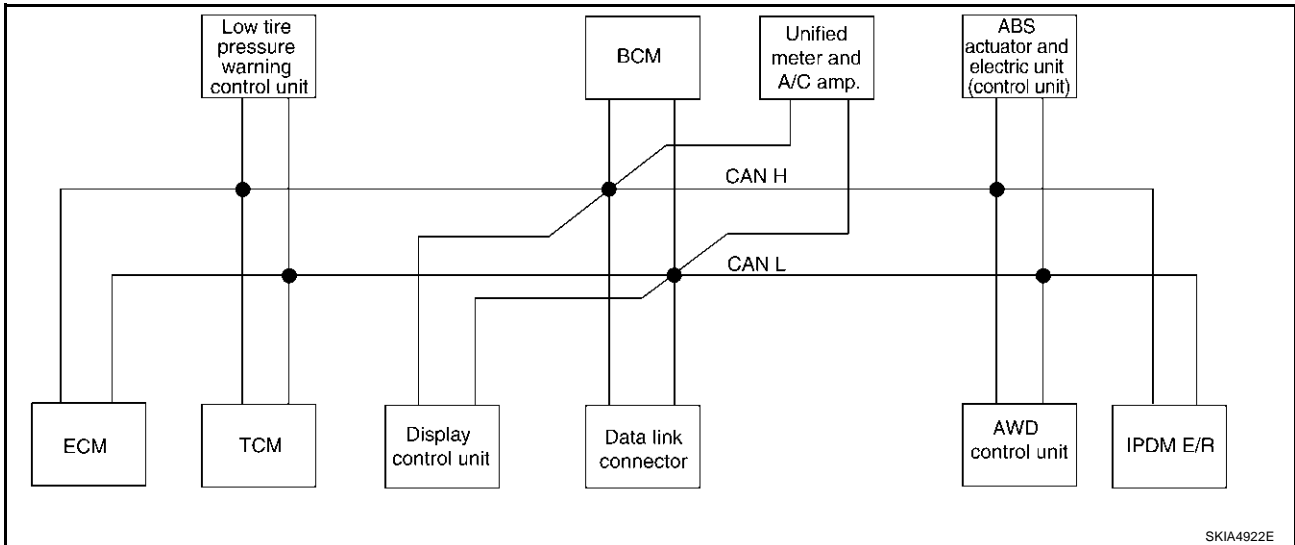 Low tire
pressure
warning
control unit
BCM
Unified
meter and
A/C amp.
ABS
actuator and
electric unit
(control unit)
CAN H
CAN L
ECM
TCM
Display
control unit
Data link
connector
AWD
control unit
IPDM E/R
SKIA4922E